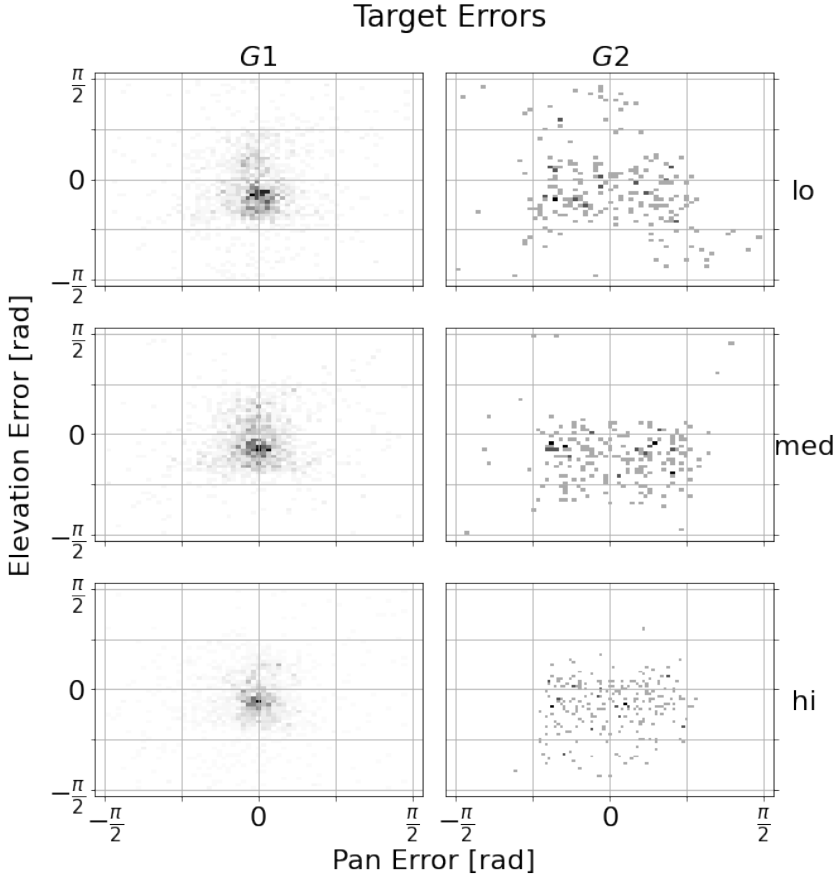 Target Errors
G1 G2
π/2
0
−π/2
lo
π/2
0
−π/2
med
π/2
0
−π/2
hi
−π/2 0 π/2 −π/2 0 π/2
Elevation Error [rad]
Pan Error [rad]